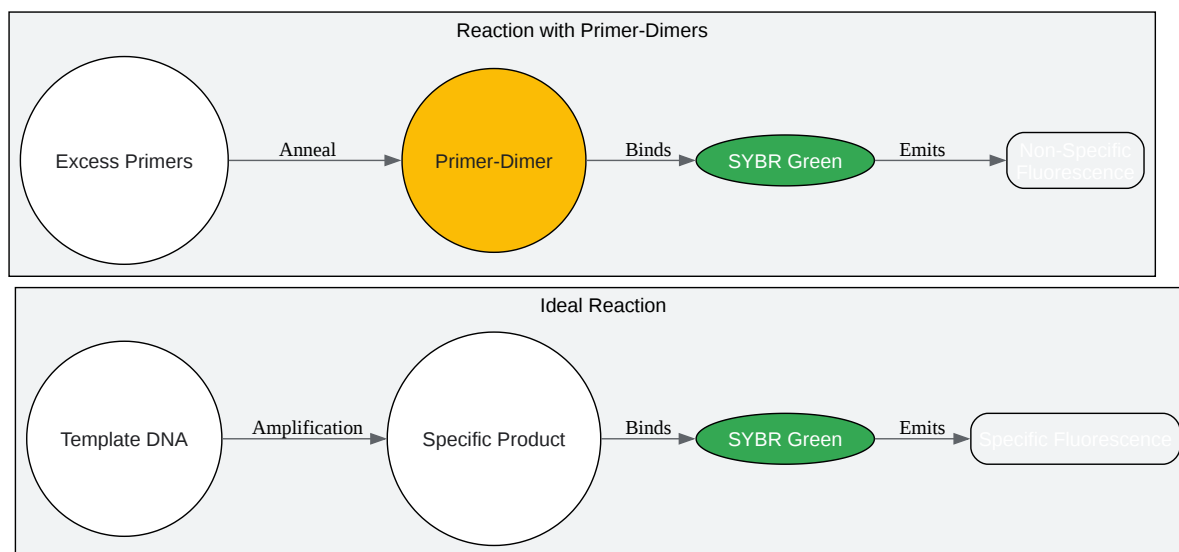 Reaction with Primer-Dimers
Excess Primers
Anneal
Primer-Dimer
Binds
SYBR Green
Emits
Non-Specific
Fluorescence
Ideal Reaction
Template DNA
Amplification
Specific Product
Binds
SYBR Green
Emits
Specific Fluorescence